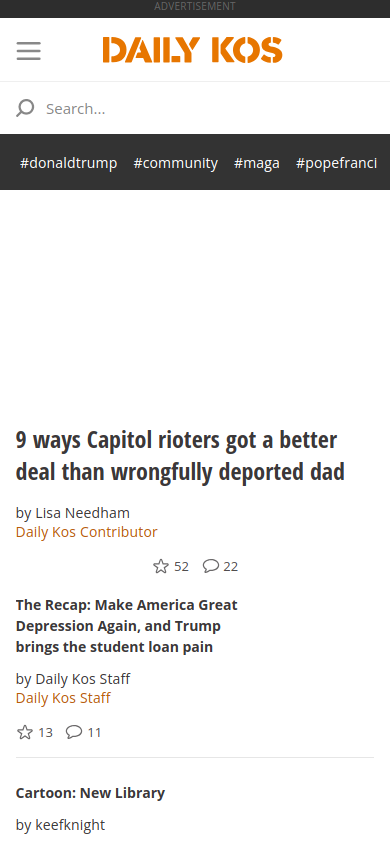 ADVERTISEMENT
DAILY KOS
Search...
#donaldtrump #community #maga #popefranci
9 ways Capitol rioters got a better
deal than wrongfully deported dad
by Lisa Needham
Daily Kos Contributor
52 22
The Recap: Make America Great
Depression Again, and Trump
brings the student loan pain
by Daily Kos Staff
Daily Kos Staff
13 11
Cartoon: New Library
by keefknight